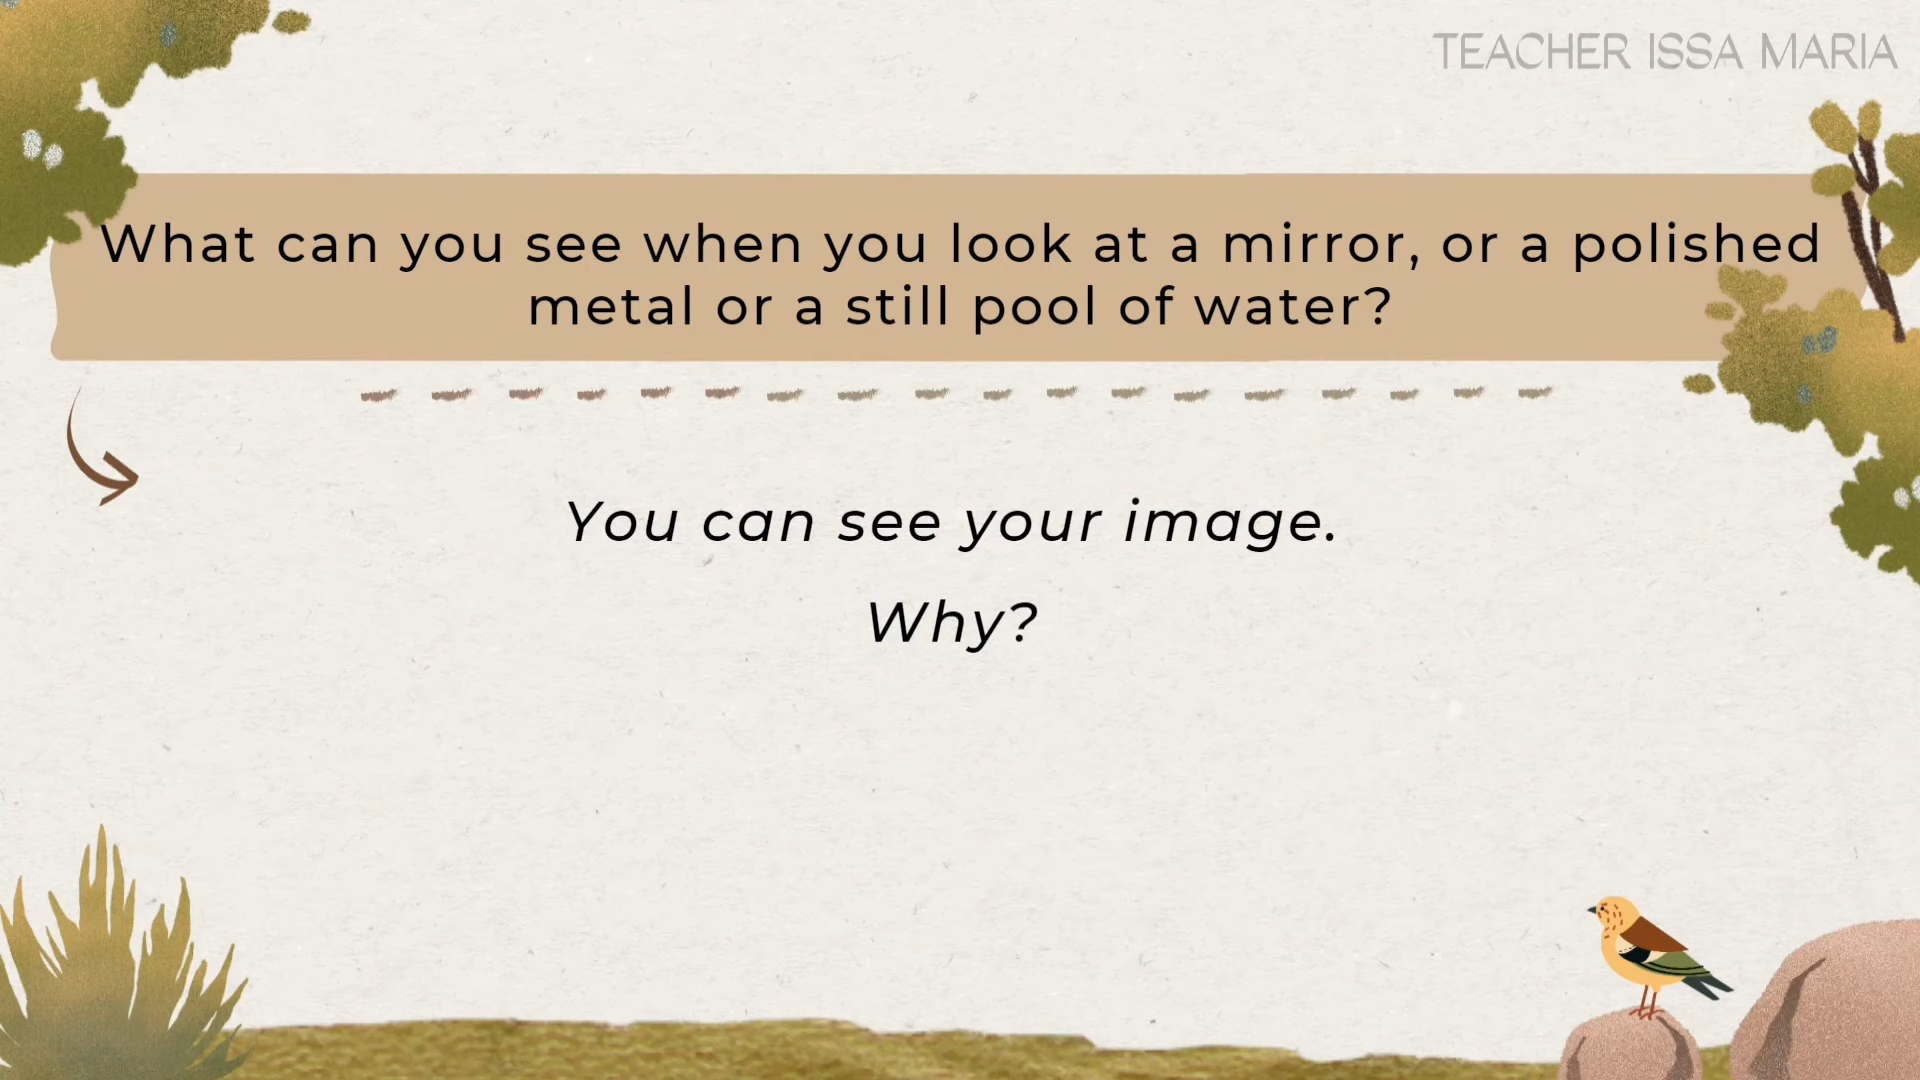 TEACHER ISSA MARIA
What can you see when you look at a mirror, or a polished
metal or a still pool of water?
You can see your image.
Why?